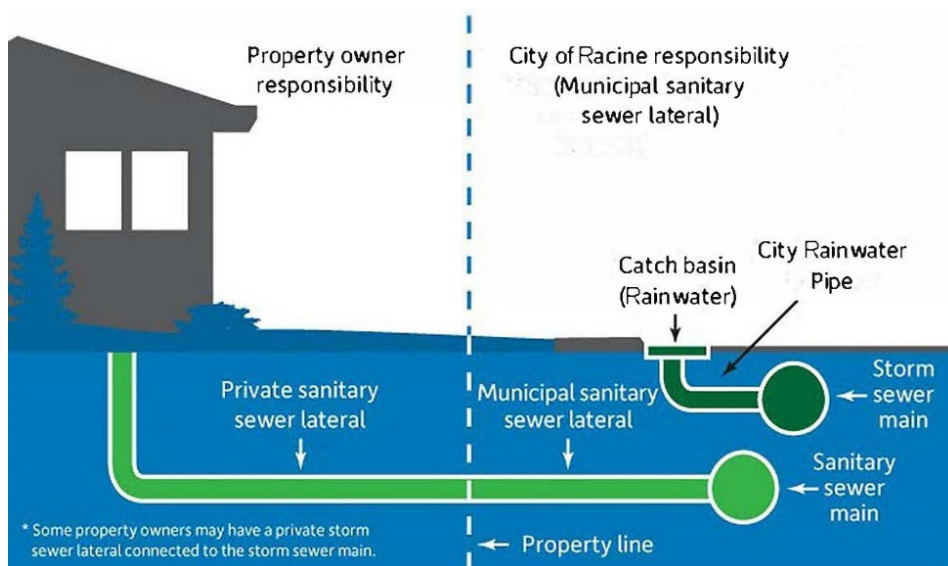 Property owner
responsibility
City of Racine responsibility
(Municipal sanitary
sewer lateral)
Catch basin
(Rainwater)
City Rainwater
Pipe
Private sanitary
sewer lateral
Municipal sanitary
sewer lateral
Storm
sewer
main
Sanitary
sewer
main
* Some property owners may have a private storm
sewer lateral connected to the storm sewer main.
Property line